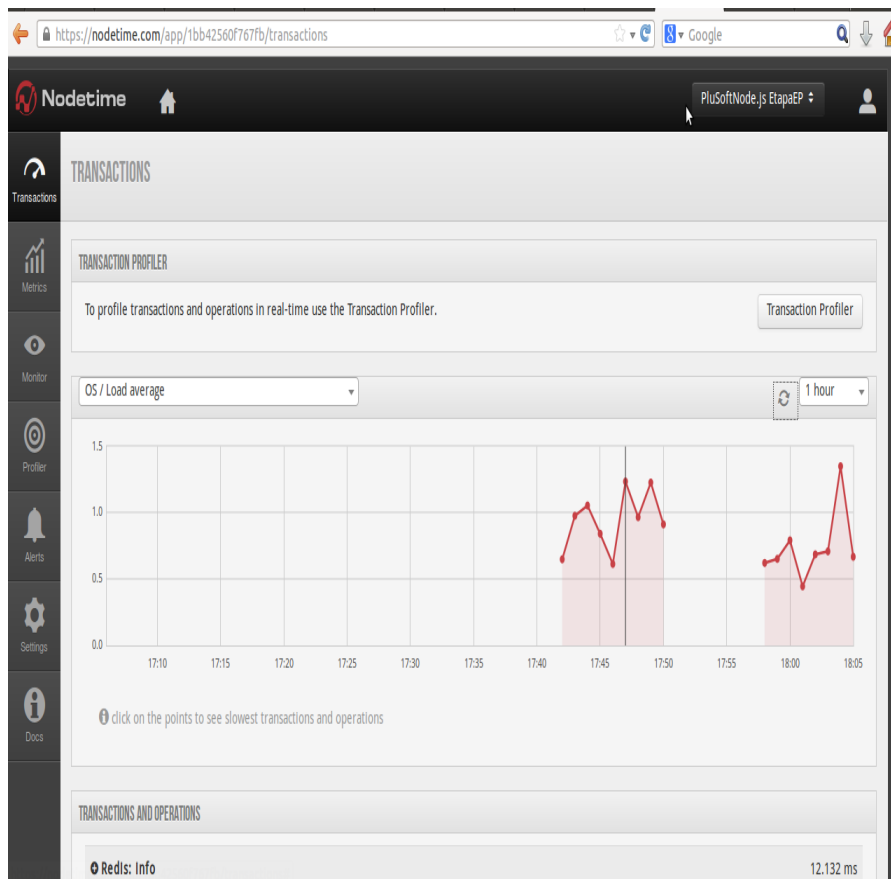 https://nodetime.com/app/1bb42560f767fb/transactions
Google
Nodetime
PluSoftNode.js EtapaEP
Transactions
TRANSACTIONS
Metrics
Monitor
Profiler
Alerts
Settings
Docs
TRANSACTION PROFILER
To profile transactions and operations in real-time use the Transaction Profiler.
Transaction Profiler
OS / Load average
1 hour
1.5
1.0
0.5
0.0
17:10 17:15 17:20 17:25 17:30 17:35 17:40 17:45 17:50 17:55 18:00 18:05
click on the points to see slowest transactions and operations
TRANSACTIONS AND OPERATIONS
Redis: Info 12.132 ms